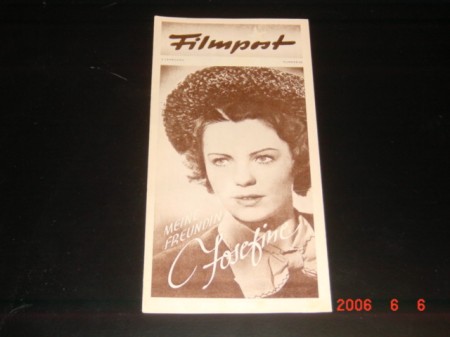 Filmpost
MEINE
FREUNDIN
Josefine
2006 6 6